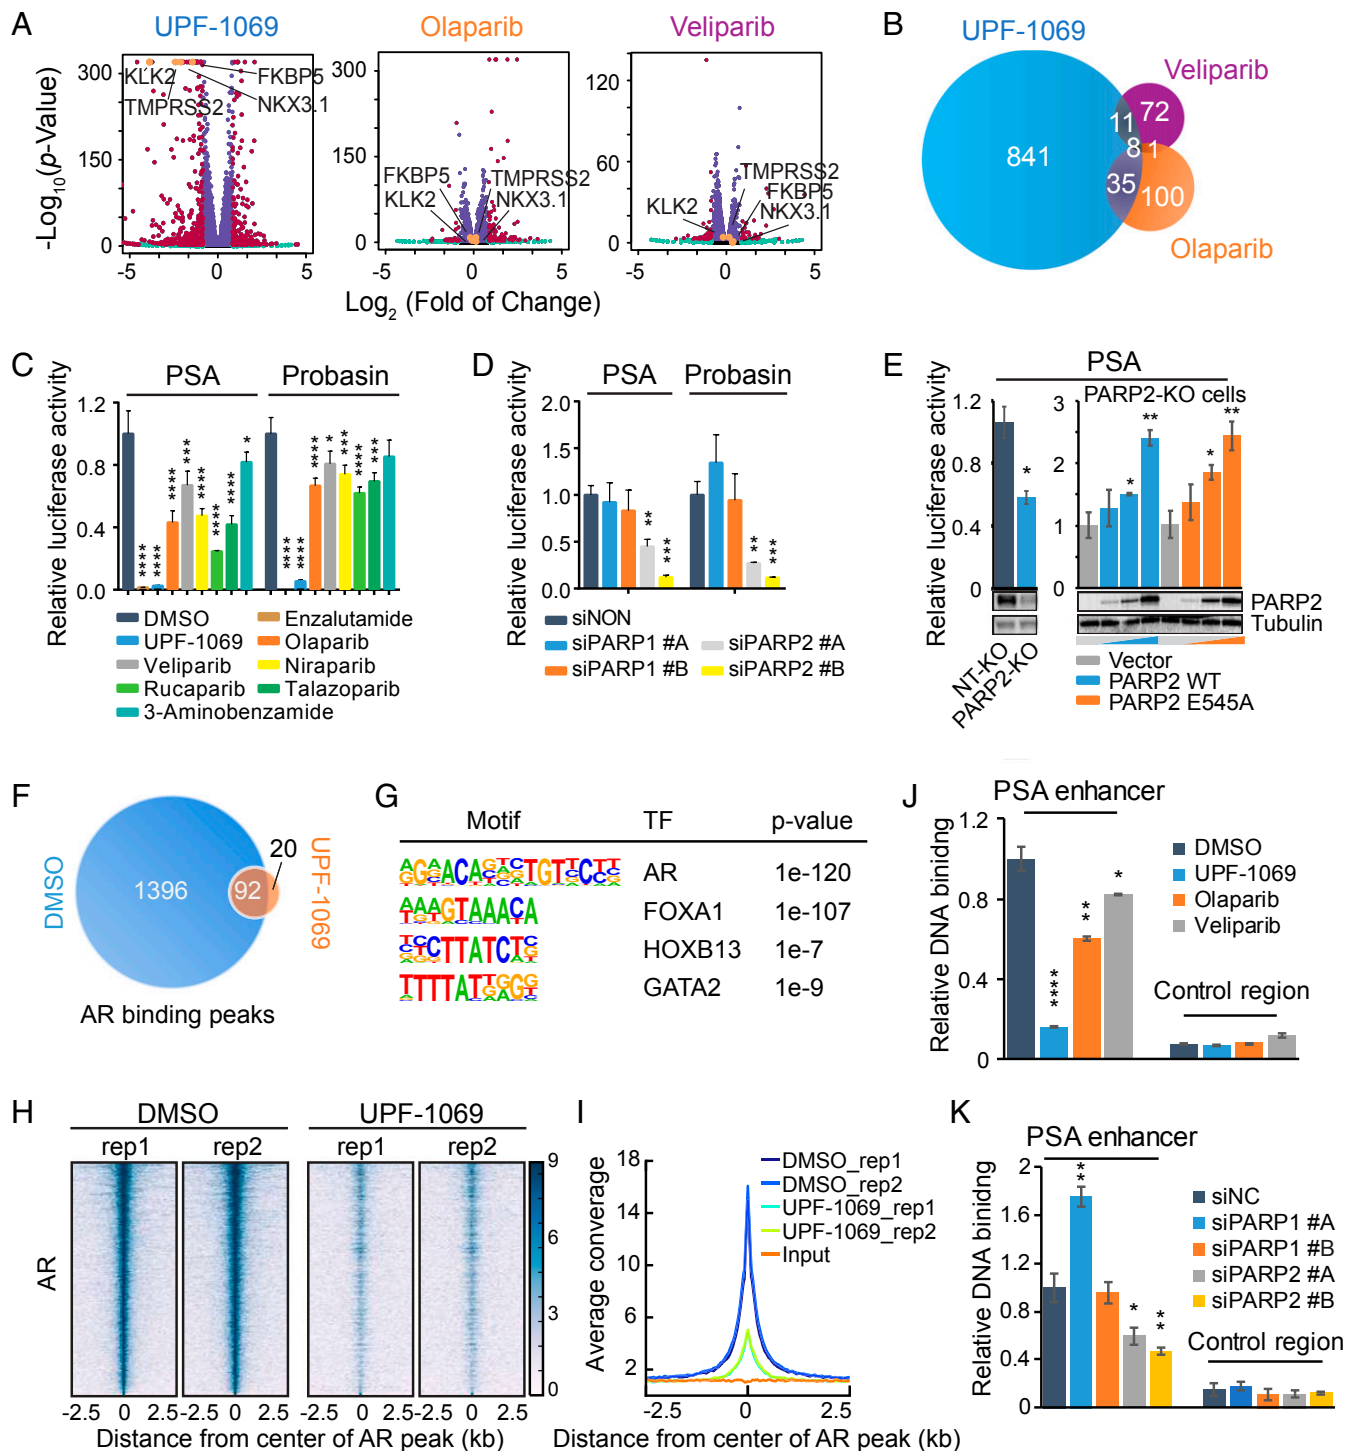 A
UPF-1069
Olaparib
Veliparib
-Log10(p-Value)
300
150
0
KLK2
FKBP5
TMPRSS2
NKX3.1
-5
0
5
300
150
0
FKBP5
KLK2
TMPRSS2
NKX3.1
-5
0
5
120
60
0
TMPRSS2
FKBP5
KLK2
NKX3.1
-5
0
5
Log2 (Fold of Change)
B
UPF-1069
Veliparib
841
11
72
8
1
35
100
Olaparib
C
PSA
Probasin
Relative luciferase activity
1.2
0.8
0.4
0.0
**** **** **** *** **** **** **** *
**** **** **** * *** **** ***
DMSO
Enzalutamide
UPF-1069
Olaparib
Veliparib
Niraparib
Rucaparib
Talazoparib
3-Aminobenzamide
D
PSA
Probasin
Relative luciferase activity
2.0
1.5
1.0
0.5
0.0
** ***
** ***
siNON
siPARP1 #A
siPARP2 #A
siPARP1 #B
siPARP2 #B
E
PSA
PARP2-KO cells
Relative luciferase activity
1.2
0.8
0.4
0
*
3
2
1
0
* ** * **
PARP2
Tubulin
NT-KO
PARP2-KO
Vector
PARP2 WT
PARP2 E545A
F
DMSO
1396
92
20
UPF-1069
AR binding peaks
G
Motif TF p-value
AR 1e-120
FOXA1 1e-107
HOXB13 1e-7
GATA2 1e-9
J
PSA enhancer
Relative DNA binidng
1.2
0.8
0.4
0
**** ** *
DMSO
UPF-1069
Olaparib
Veliparib
Control region
H
DMSO
UPF-1069
rep1
rep2
rep1
rep2
AR
9
6
3
0
-2.5 0 2.5
-2.5 0 2.5
-2.5 0 2.5
-2.5 0 2.5
Distance from center of AR peak (kb)
I
Average converage
18
14
10
6
2
DMSO_rep1
DMSO_rep2
UPF-1069_rep1
UPF-1069_rep2
Input
-2.5 0 2.5
Distance from center of AR peak (kb)
K
PSA enhancer
Relative DNA binidng
2
1.6
1.2
0.8
0.4
0
** * **
siNC
siPARP1 #A
siPARP1 #B
siPARP2 #A
siPARP2 #B
Control region